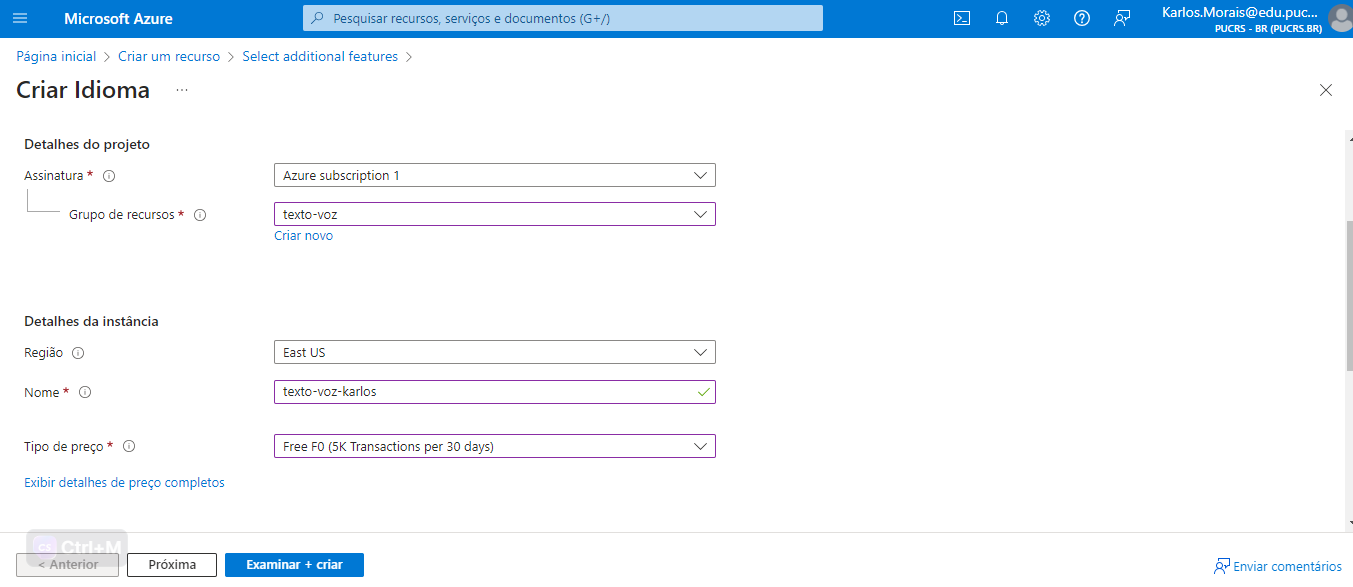 Microsoft Azure
Pesquisar recursos, serviços e documentos (G+/)
Karlos.Morais@edu.puc...
PUCRS - BR (PUCRS.BR)
Página inicial > Criar um recurso > Select additional features >
Criar Idioma ...
Detalhes do projeto
Assinatura *
Azure subscription 1
Grupo de recursos *
texto-voz
Criar novo
Detalhes da instância
Região
East US
Nome *
texto-voz-karlos
Tipo de preço *
Free F0 (5K Transactions per 30 days)
Exibir detalhes de preço completos
CS Ctrl+M
< Anterior
Próxima
Examinar + criar
Enviar comentários